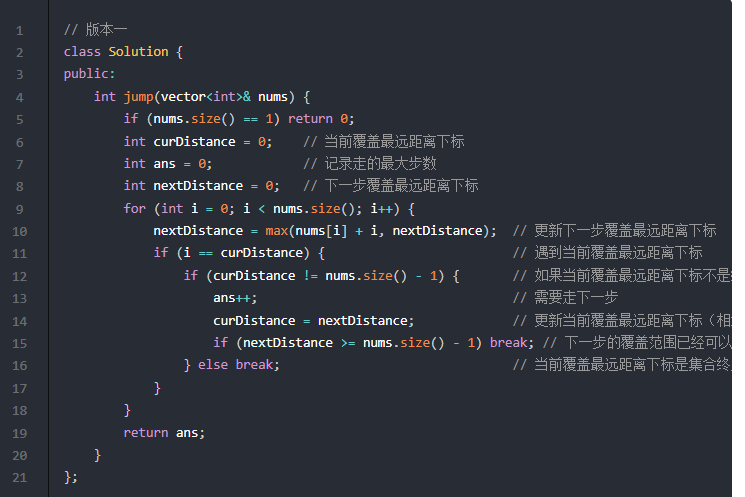 1 // 版本一
2 class Solution {
3 public:
4 int jump(vector<int>& nums) {
5 if (nums.size() == 1) return 0;
6 int curDistance = 0; // 当前覆盖最远距离下标
7 int ans = 0; // 记录走的最大步数
8 int nextDistance = 0; // 下一步覆盖最远距离下标
9 for (int i = 0; i < nums.size(); i++) {
10 nextDistance = max(nums[i] + i, nextDistance); // 更新下一步覆盖最远距离下标
11 if (i == curDistance) { // 遇到当前覆盖最远距离下标
12 if (curDistance != nums.size() - 1) { // 如果当前覆盖最远距离下标不是
13 ans++; // 需要走下一步
14 curDistance = nextDistance; // 更新当前覆盖最远距离下标（相
15 if (nextDistance >= nums.size() - 1) break; // 下一步的覆盖范围已经可以
16 } else break; // 当前覆盖最远距离下标是集合终
17 }
18 }
19 return ans;
20 }
21 };